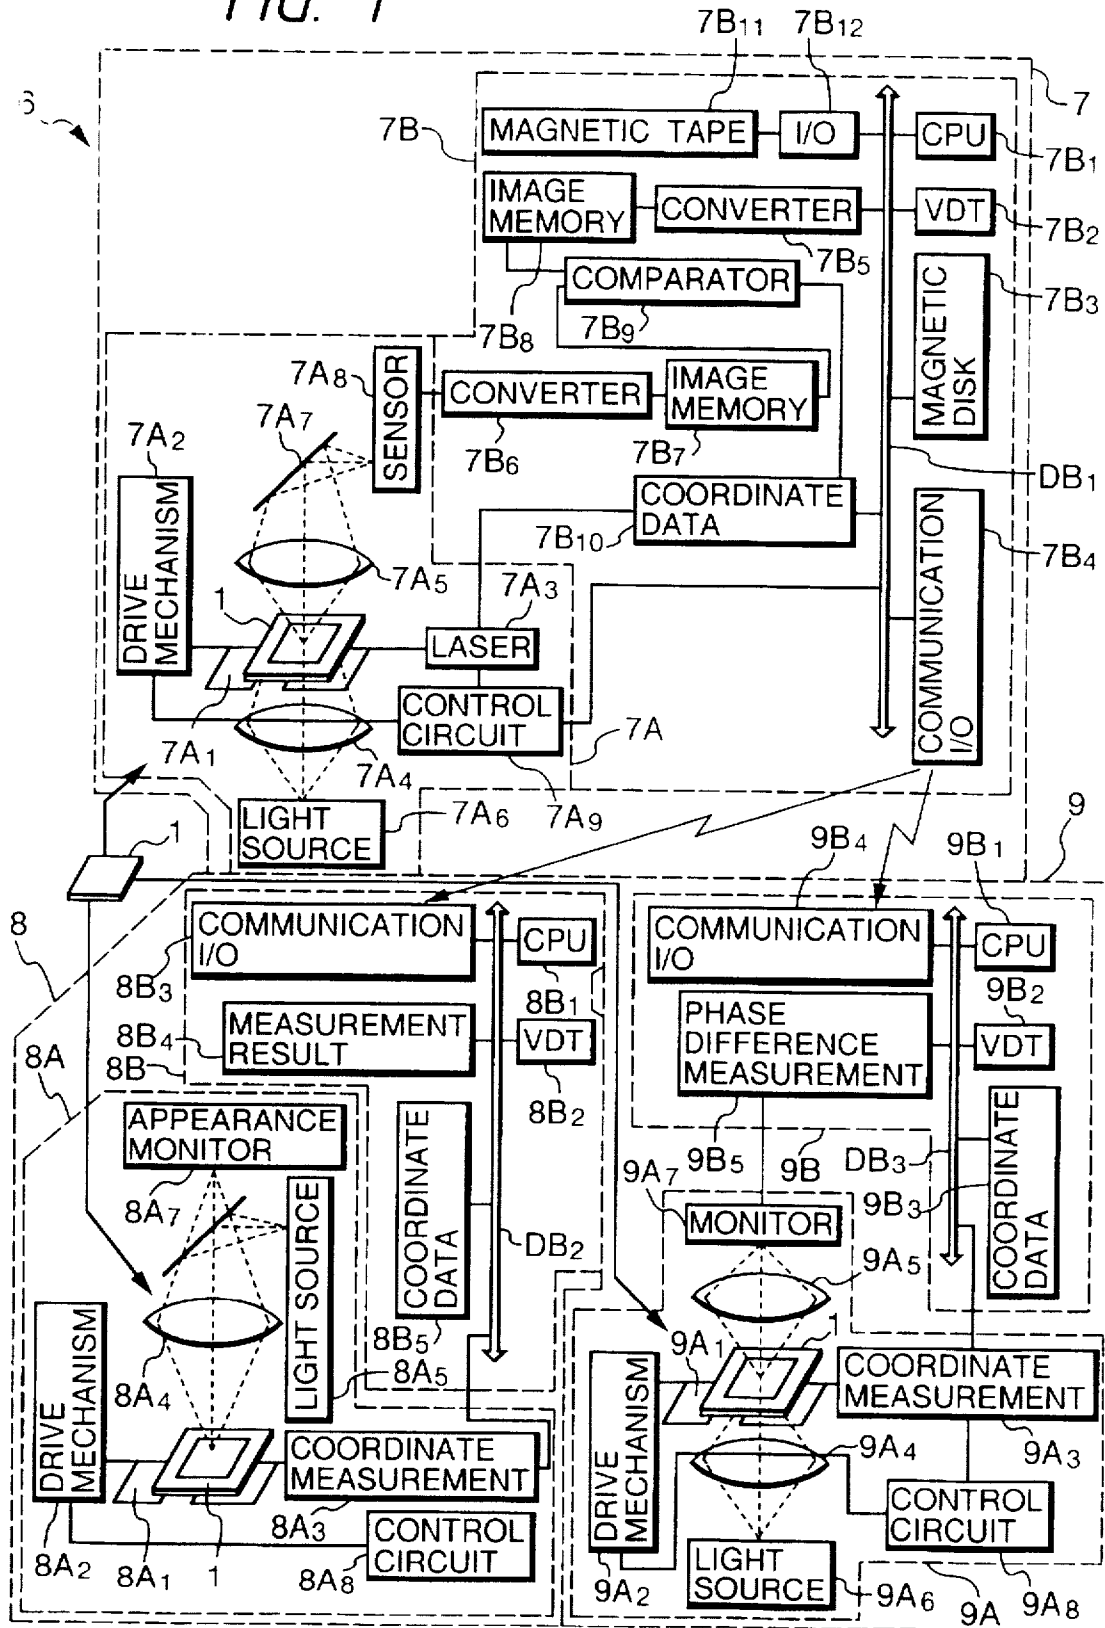 FIG. 1
7B11 7B12
6
7
7B
MAGNETIC TAPE
I/O
CPU
7B1
IMAGE
MEMORY
CONVERTER
VDT
7B2
7B5
COMPARATOR
MAGNETIC
DISK
7B3
7B8
7B9
7A8
SENSOR
CONVERTER
IMAGE
MEMORY
7A7
7A2
7B6
7B7
DB1
DRIVE
MECHANISM
COORDINATE
DATA
7B10
COMMUNICATION
I/O
7B4
7A5
7A3
1
LASER
CONTROL
CIRCUIT
7A
7A1
7A4
LIGHT
SOURCE
7A6
7A9
9
1
9B4
9B1
8
COMMUNICATION
I/O
CPU
COMMUNICATION
I/O
CPU
8B3
8B1
9B2
MEASUREMENT
RESULT
VDT
PHASE
DIFFERENCE
MEASUREMENT
VDT
8B4
8A
8B
8B2
APPEARANCE
MONITOR
COORDINATE
DATA
9B5
9B
DB3
9B3
COORDINATE
DATA
9A7
8A7
LIGHT SOURCE
MONITOR
DB2
9A5
DRIVE
MECHANISM
8B5
8A5
9A1
1
8A4
DRIVE
MECHANISM
COORDINATE
MEASUREMENT
COORDINATE
MEASUREMENT
9A4
9A3
8A3
CONTROL
CIRCUIT
CONTROL
CIRCUIT
8A2
8A1
1
8A8
9A2
LIGHT
SOURCE
9A6
9A
9A8